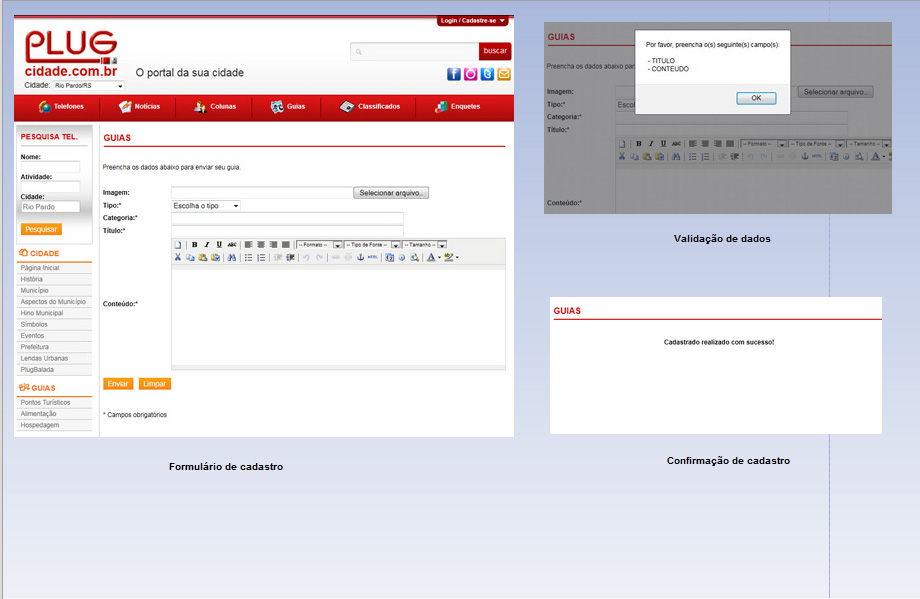 Login / Cadastre-se
PLUG
cidade.com.br
O portal da sua cidade
buscar
Cidade: Rio Pardo/RS
Telefones Notícias Colunas Guias Classificados Enquetes
PESQUISA TEL.
Nome:
Atividade:
Cidade:
Rio Pardo
Pesquisar
CIDADE
Página Inicial
História
Município
Aspectos do Município
Hino Municipal
Símbolos
Eventos
Prefeitura
Lendas Urbanas
PlugBalada
GUIAS
Pontos Turísticos
Alimentação
Hospedagem
GUIAS
Preencha os dados abaixo para enviar seu guia.
Imagem: Selecionar arquivo..
Tipo:* Escolha o tipo
Categoria:*
Título:*
B I U ABC -- Formato -- -- Tipo de Fonte -- -- Tamanho --
HTML A
Conteúdo:*
Enviar Limpar
* Campos obrigatórios
Formulário de cadastro
GUIAS
Por favor, preencha o(s) seguinte(s) campo(s):
- TITULO
- CONTEUDO
OK
Preencha os dados abaixo par
Imagem: Selecionar arquivo..
Tipo:* Escol
Categoria:*
Título:*
B I U ABC -- Formato -- -- Tipo de Fonte -- -- Tamanho --
HTML A
Conteúdo:*
Validação de dados
GUIAS
Cadastrado realizado com sucesso!
Confirmação de cadastro